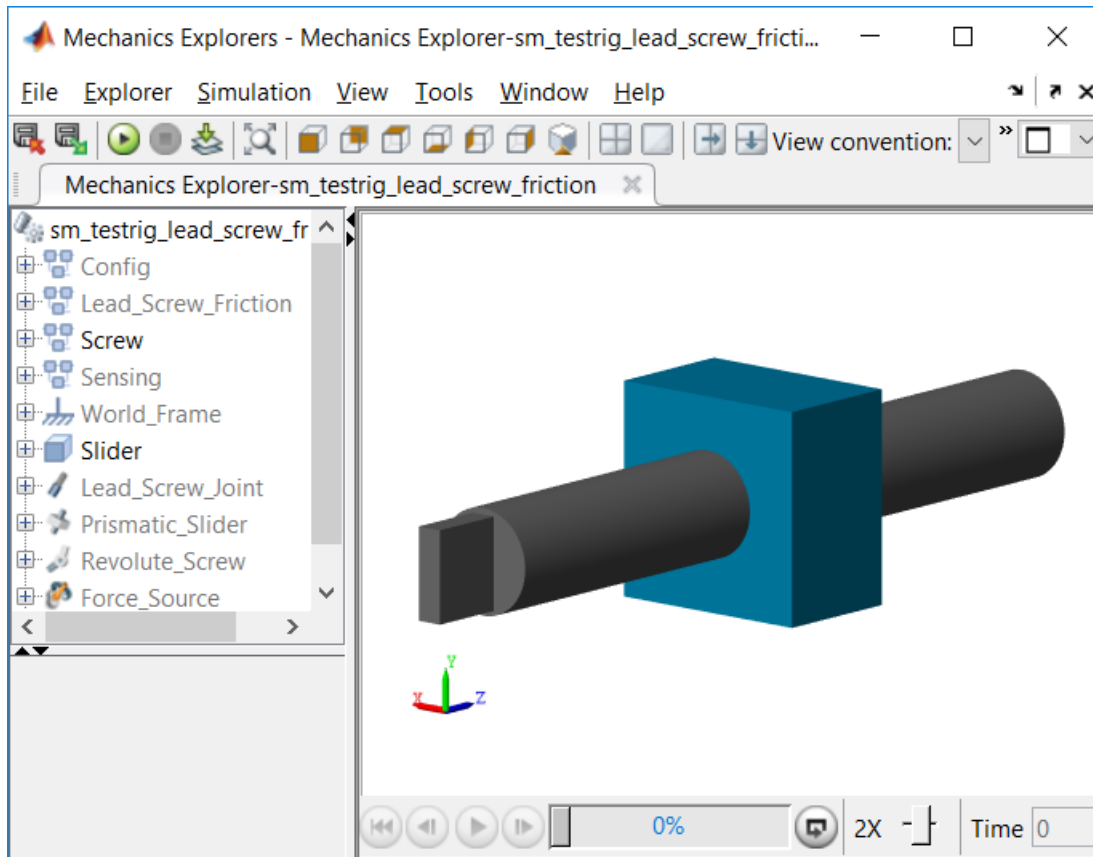 Mechanics Explorers - Mechanics Explorer-sm_testrig_lead_screw_fricti...
File Explorer Simulation View Tools Window Help
View convention: »
Mechanics Explorer-sm_testrig_lead_screw_friction
sm_testrig_lead_screw_fr
Config
Lead_Screw_Friction
Screw
Sensing
World_Frame
Slider
Lead_Screw_Joint
Prismatic_Slider
Revolute_Screw
Force_Source
Y
X Z
0% 2X Time 0